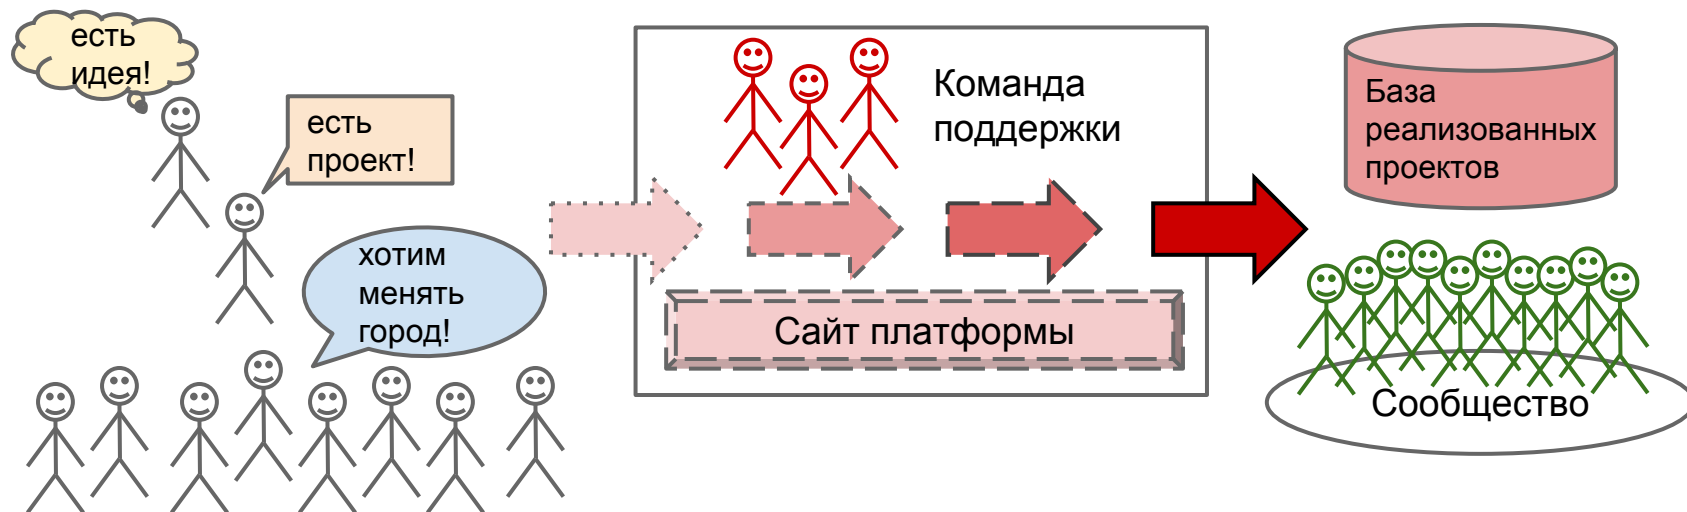 есть
идея!
есть
проект!
хотим
менять
город!
Команда
поддержки
Сайт платформы
База
реализованных
проектов
Сообщество